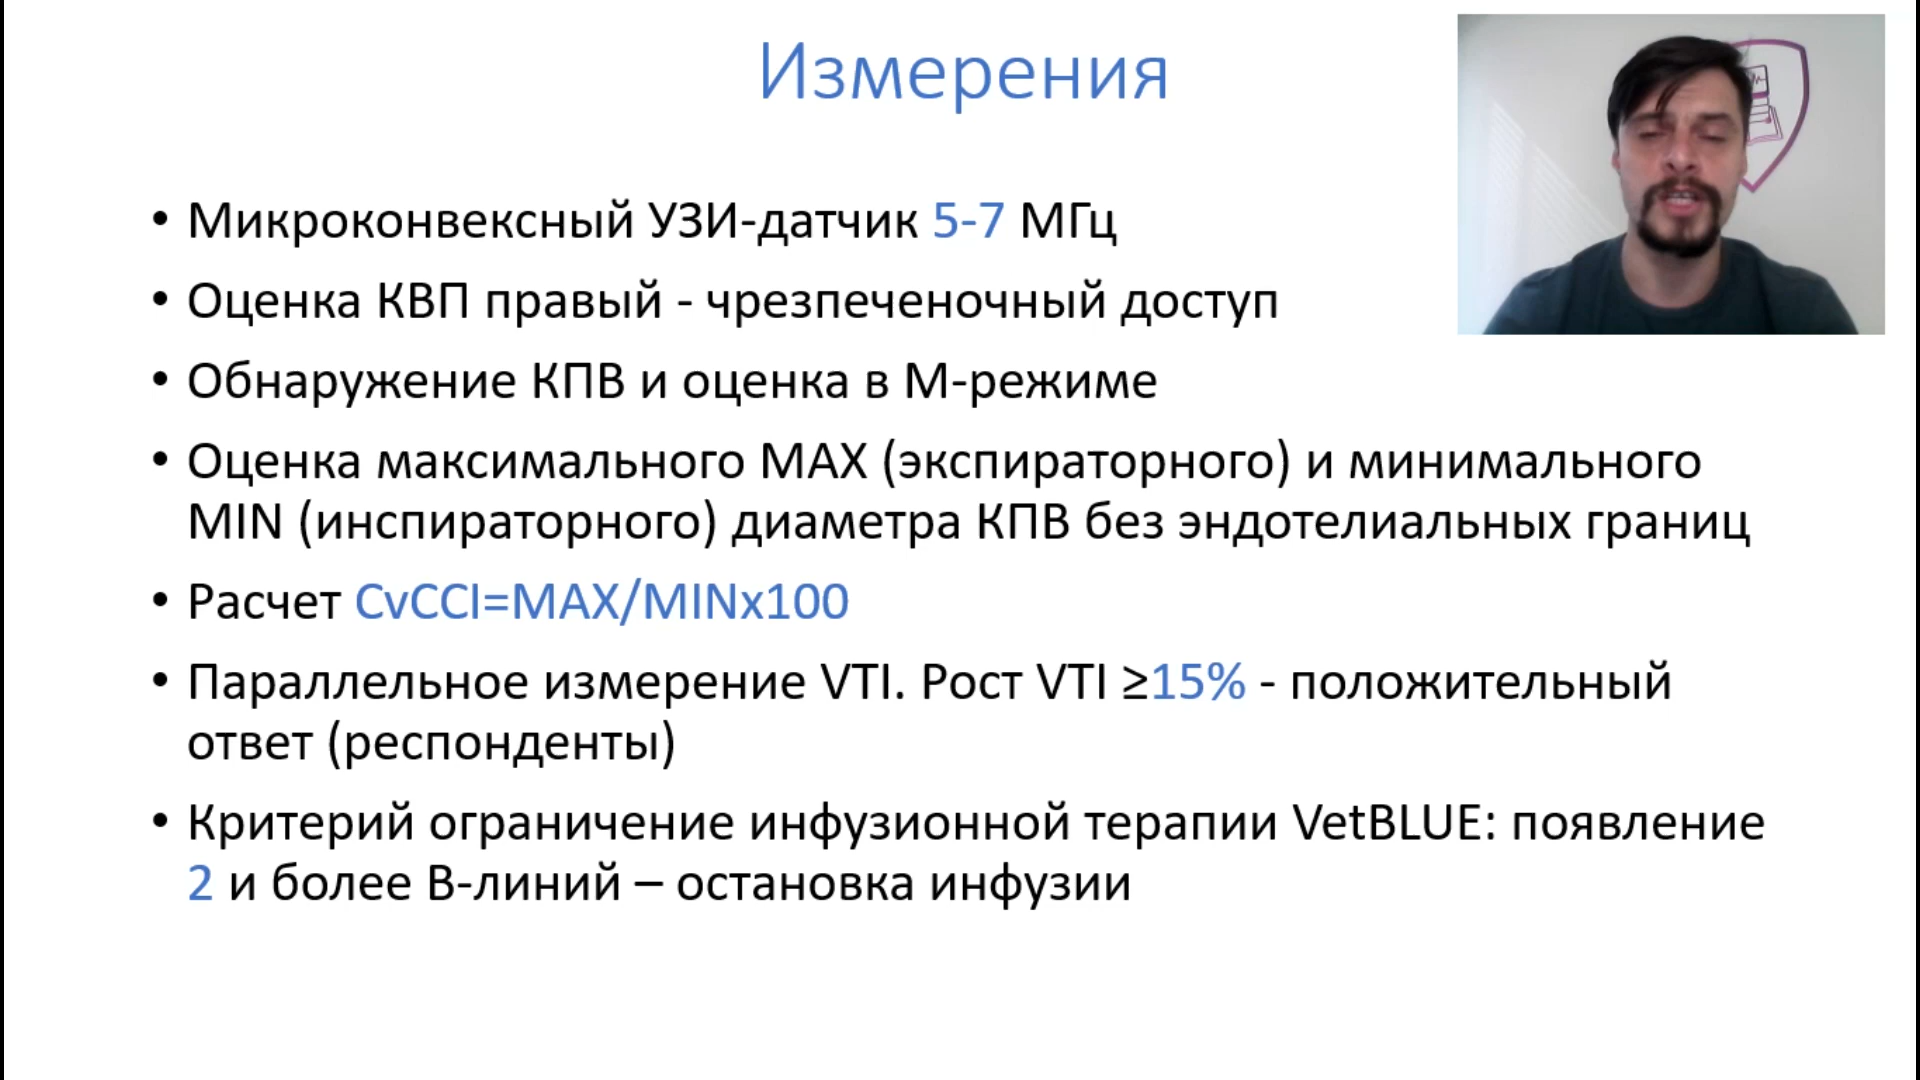 Измерения
• Микроконвексный УЗИ-датчик 5-7 МГц
• Оценка КВП правый - чрезпеченочный доступ
• Обнаружение КПВ и оценка в М-режиме
• Оценка максимального MAX (экспираторного) и минимального
MIN (инспираторного) диаметра КПВ без эндотелиальных границ
• Расчет CvCCI=MAX/MINx100
• Параллельное измерение VTI. Рост VTI ≥15% - положительный
ответ (респонденты)
• Критерий ограничение инфузионной терапии VetBLUE: появление
2 и более В-линий – остановка инфузии